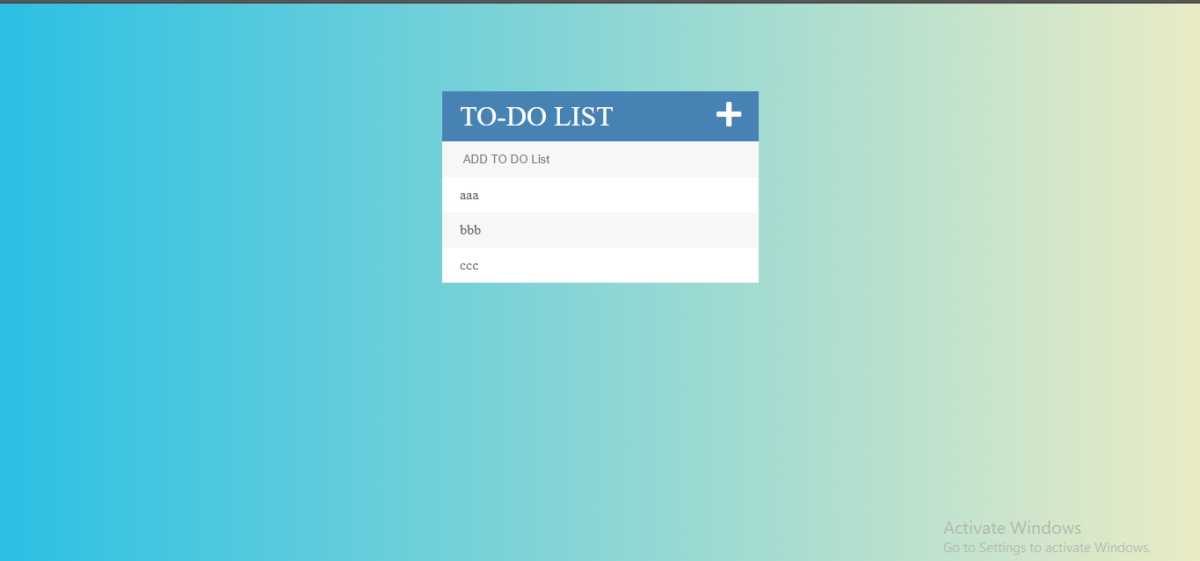 TO-DO LIST
ADD TO DO List
aaa
bbb
ccc
Activate Windows
Go to Settings to activate Windows.